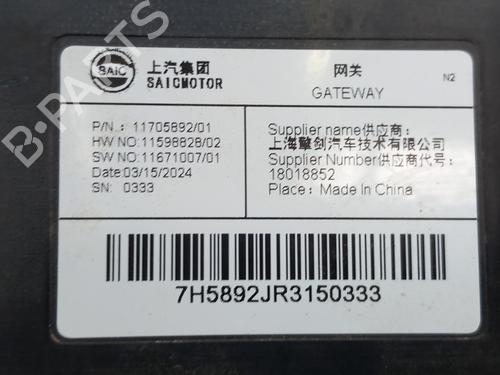 SAIC
上汽集团
SAICMOTOR
网关
GATEWAY
N2
P/N.: 11705892/01
HW NO:11598828/02
SW NO:11671007/01
Date:03/15/2024
SN: 0333
Supplier name供应商:
上海擎剑汽车技术有限公司
Supplier Number供应商代号:
18018852
Place: Made In China
7H5892JR3150333
B-PARTS